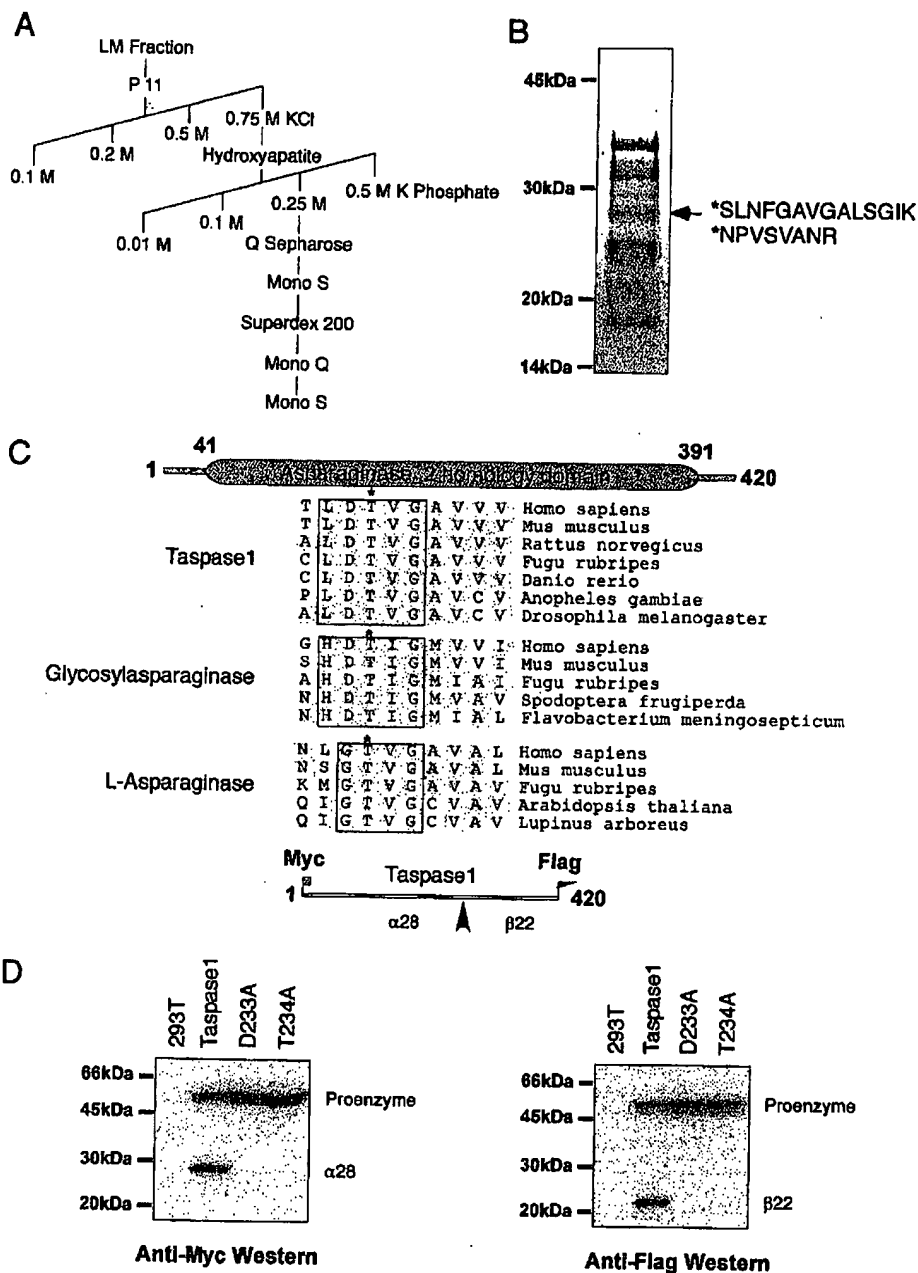 A
LM Fraction
P 11
0.1 M
0.2 M
0.5 M
0.75 M KCl
Hydroxyapatite
0.01 M
0.1 M
0.25 M
0.5 M K Phosphate
Q Sepharose
Mono S
Superdex 200
Mono Q
Mono S
B
45kDa
30kDa
20kDa
14kDa
*SLNFGAVGALSGIK
*NPVSVANR
C
41
391
1
420
Asparaginase_2 homology domain
*
Taspase1
T L D T V G A V V V Homo sapiens
T L D T V G A V V V Mus musculus
A L D T V G A V V V Rattus norvegicus
C L D T V G A V V V Fugu rubripes
C L D T V G A V V V Danio rerio
P L D T V G A V C V Anopheles gambiae
A L D T V G A V C V Drosophila melanogaster
*
Glycosylasparaginase
G H D T I G M V V I Homo sapiens
S H D T I G M V V I Mus musculus
A H D T I G M I A I Fugu rubripes
N H D T I G M V A V Spodoptera frugiperda
N H D T I G M I A L Flavobacterium meningosepticum
*
L-Asparaginase
N L G T V G A V A L Homo sapiens
N S G T V G A V A L Mus musculus
K M G T V G A V A V Fugu rubripes
Q I G T V G C V A V Arabidopsis thaliana
Q I G T V G C V A V Lupinus arboreus
Myc
Taspase1
Flag
1
420
α28
β22
D
293T
Taspase1
D233A
T234A
66kDa
45kDa
30kDa
20kDa
Proenzyme
α28
Anti-Myc Western
293T
Taspase1
D233A
T234A
66kDa
45kDa
30kDa
20kDa
Proenzyme
β22
Anti-Flag Western